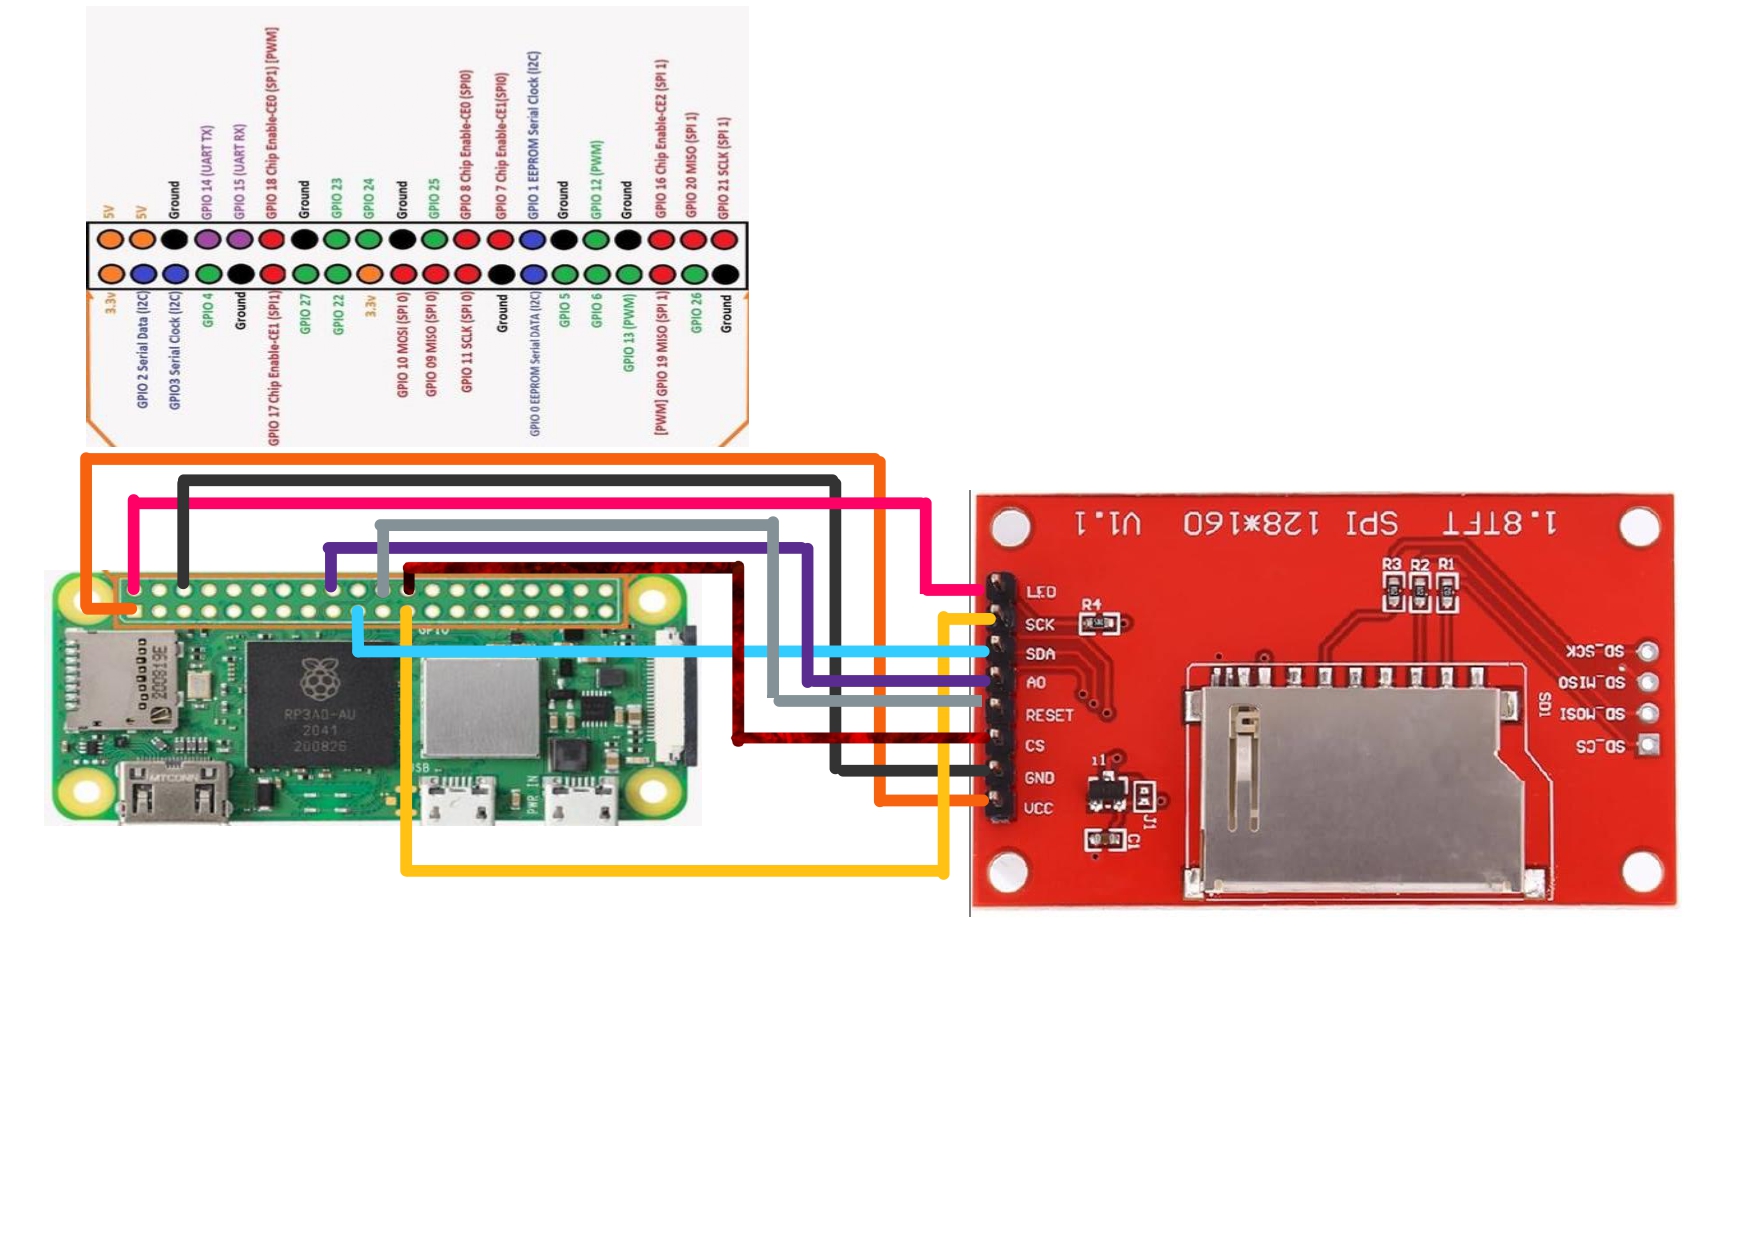 5V
5V
Ground
GPIO 14 (UART TX)
GPIO 15 (UART RX)
GPIO 18 Chip Enable-CE0 (SP1) [PWM]
Ground
GPIO 23
GPIO 24
Ground
GPIO 25
GPIO 8 Chip Enable-CE0 (SPI0)
GPIO 7 Chip Enable-CE1(SPI0)
GPIO 1 EEPROM Serial Clock (I2C)
Ground
GPIO 12 (PWM)
Ground
GPIO 16 Chip Enable-CE2 (SPI 1)
GPIO 20 MISO (SPI 1)
GPIO 21 SCLK (SPI 1)
3.3v
GPIO 2 Serial Data (I2C)
GPIO3 Serial Clock (I2C)
GPIO 4
Ground
GPIO 17 Chip Enable-CE1 (SPI1)
GPIO 27
GPIO 22
3.3v
GPIO 10 MOSI (SPI 0)
GPIO 09 MISO (SPI 0)
GPIO 11 SCLK (SPI 0)
Ground
GPIO 0 EEPROM Serial DATA (I2C)
GPIO 5
GPIO 6
GPIO 13 (PWM)
[PWM] GPIO 19 MISO (SPI 1)
GPIO 26
Ground
GPIO
200819E
RP3A0-AU
2041
200826
MTCONN
USB
PWR IN
1.8TFT SPI 128*160 V1.1
R3 R2 R1
R4
LED
SCK
SDA
A0
RESET
CS
GND
VCC
J1
C1
SD1
SD_SCK
SD_MISO
SD_MOSI
SD_CS